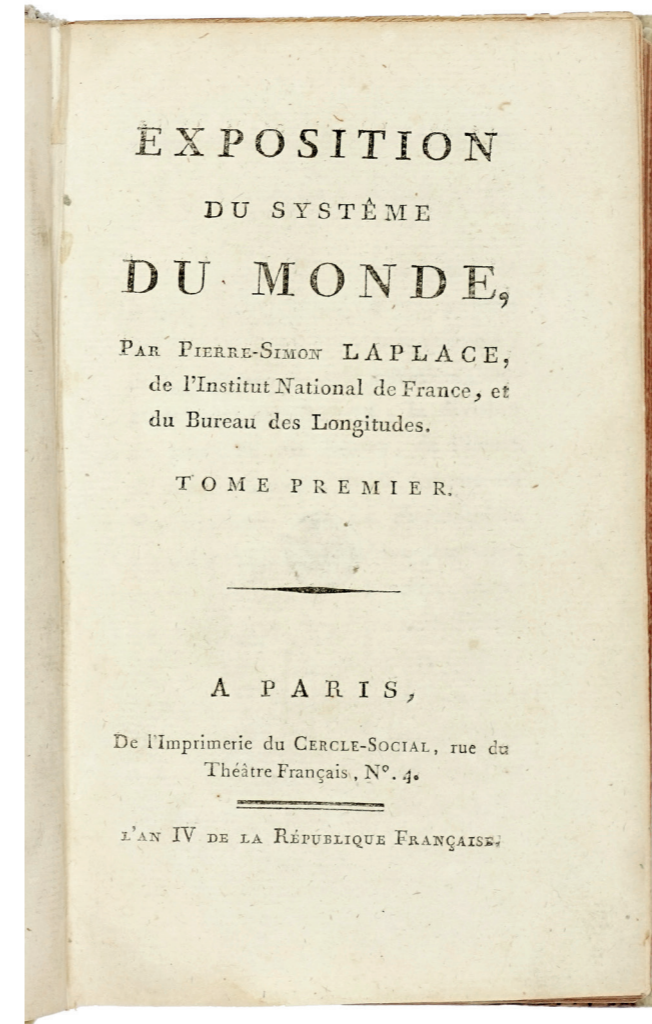 EXPOSITION
DU SYSTÊME
DU MONDE,
PAR PIERRE-SIMON LAPLACE,
de l'Institut National de France, et
du Bureau des Longitudes.
TOME PREMIER.
A PARIS,
De l'Imprimerie du CERCLE-SOCIAL, rue du
Théâtre Français, N°. 4.
L'AN IV DE LA RÉPUBLIQUE FRANÇAISE.